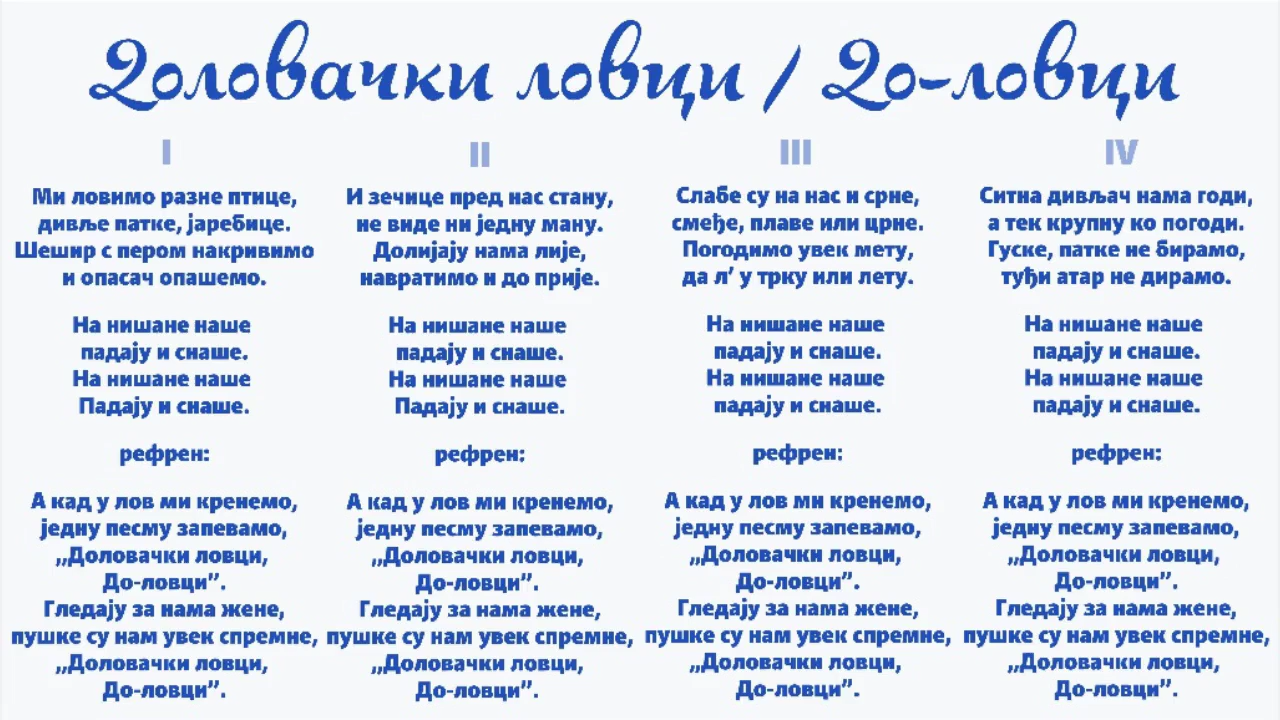 Доловачки ловци / До-ловци
I
Ми ловимо разне птице,
дивље патке, јаребице.
Шешир с пером накривимо
и опасач опашемо.
На нишане наше
падају и снаше.
На нишане наше
Падају и снаше.
рефрен:
А кад у лов ми кренемо,
једну песму запевамо,
,,Доловачки ловци,
До-ловци”.
Гледају за нама жене,
пушке су нам увек спремне,
,,Доловачки ловци,
До-ловци”.
II
И зечице пред нас стану,
не виде ни једну ману.
Долијају нама лије,
навратимо и до прије.
На нишане наше
падају и снаше.
На нишане наше
Падају и снаше.
рефрен:
А кад у лов ми кренемо,
једну песму запевамо,
,,Доловачки ловци,
До-ловци”.
Гледају за нама жене,
пушке су нам увек спремне,
,,Доловачки ловци,
До-ловци”.
III
Слабе су на нас и срне,
смеђе, плаве или црне.
Погодимо увек мету,
да л’ у трку или лету.
На нишане наше
падају и снаше.
На нишане наше
падају и снаше.
рефрен:
А кад у лов ми кренемо,
једну песму запевамо,
,,Доловачки ловци,
До-ловци”.
Гледају за нама жене,
пушке су нам увек спремне,
,,Доловачки ловци,
До-ловци”.
IV
Ситна дивљач нама годи,
а тек крупну ко погоди.
Гуске, патке не бирамо,
туђи атар не дирамо.
На нишане наше
падају и снаше.
На нишане наше
падају и снаше.
рефрен:
А кад у лов ми кренемо,
једну песму запевамо,
,,Доловачки ловци,
До-ловци”.
Гледају за нама жене,
пушке су нам увек спремне,
,,Доловачки ловци,
До-ловци”.